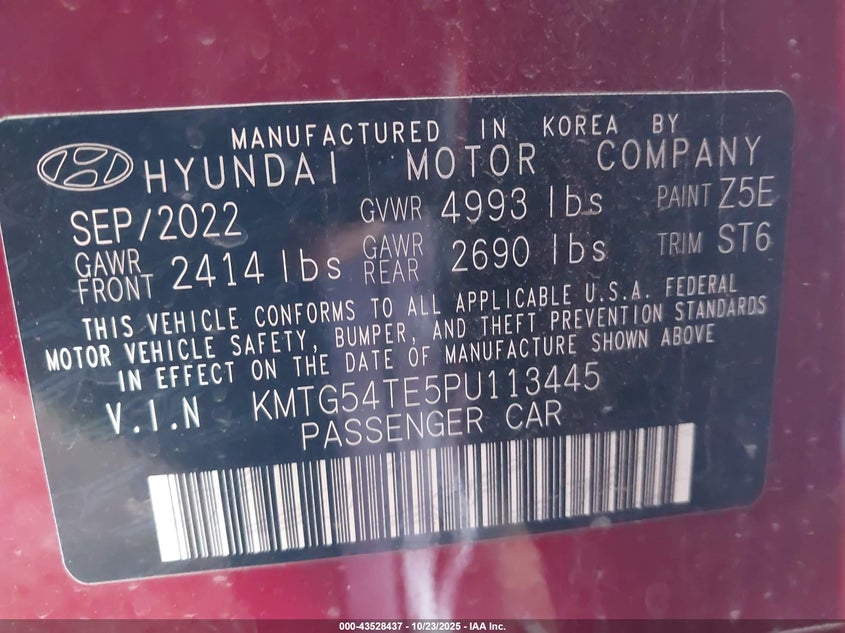 MANUFACTURED IN KOREA BY
HYUNDAI MOTOR COMPANY
SEP/2022 GVWR 4993 lbs PAINT Z5E
GAWR FRONT 2414 lbs GAWR REAR 2690 lbs TRIM ST6
THIS VEHICLE CONFORMS TO ALL APPLICABLE U.S.A. FEDERAL
MOTOR VEHICLE SAFETY, BUMPER, AND THEFT PREVENTION STANDARDS
IN EFFECT ON THE DATE OF MANUFACTURE SHOWN ABOVE
V.I.N KMTG54TE5PU113445
PASSENGER CAR
000-43528437 - 10/23/2025 - IAA Inc.